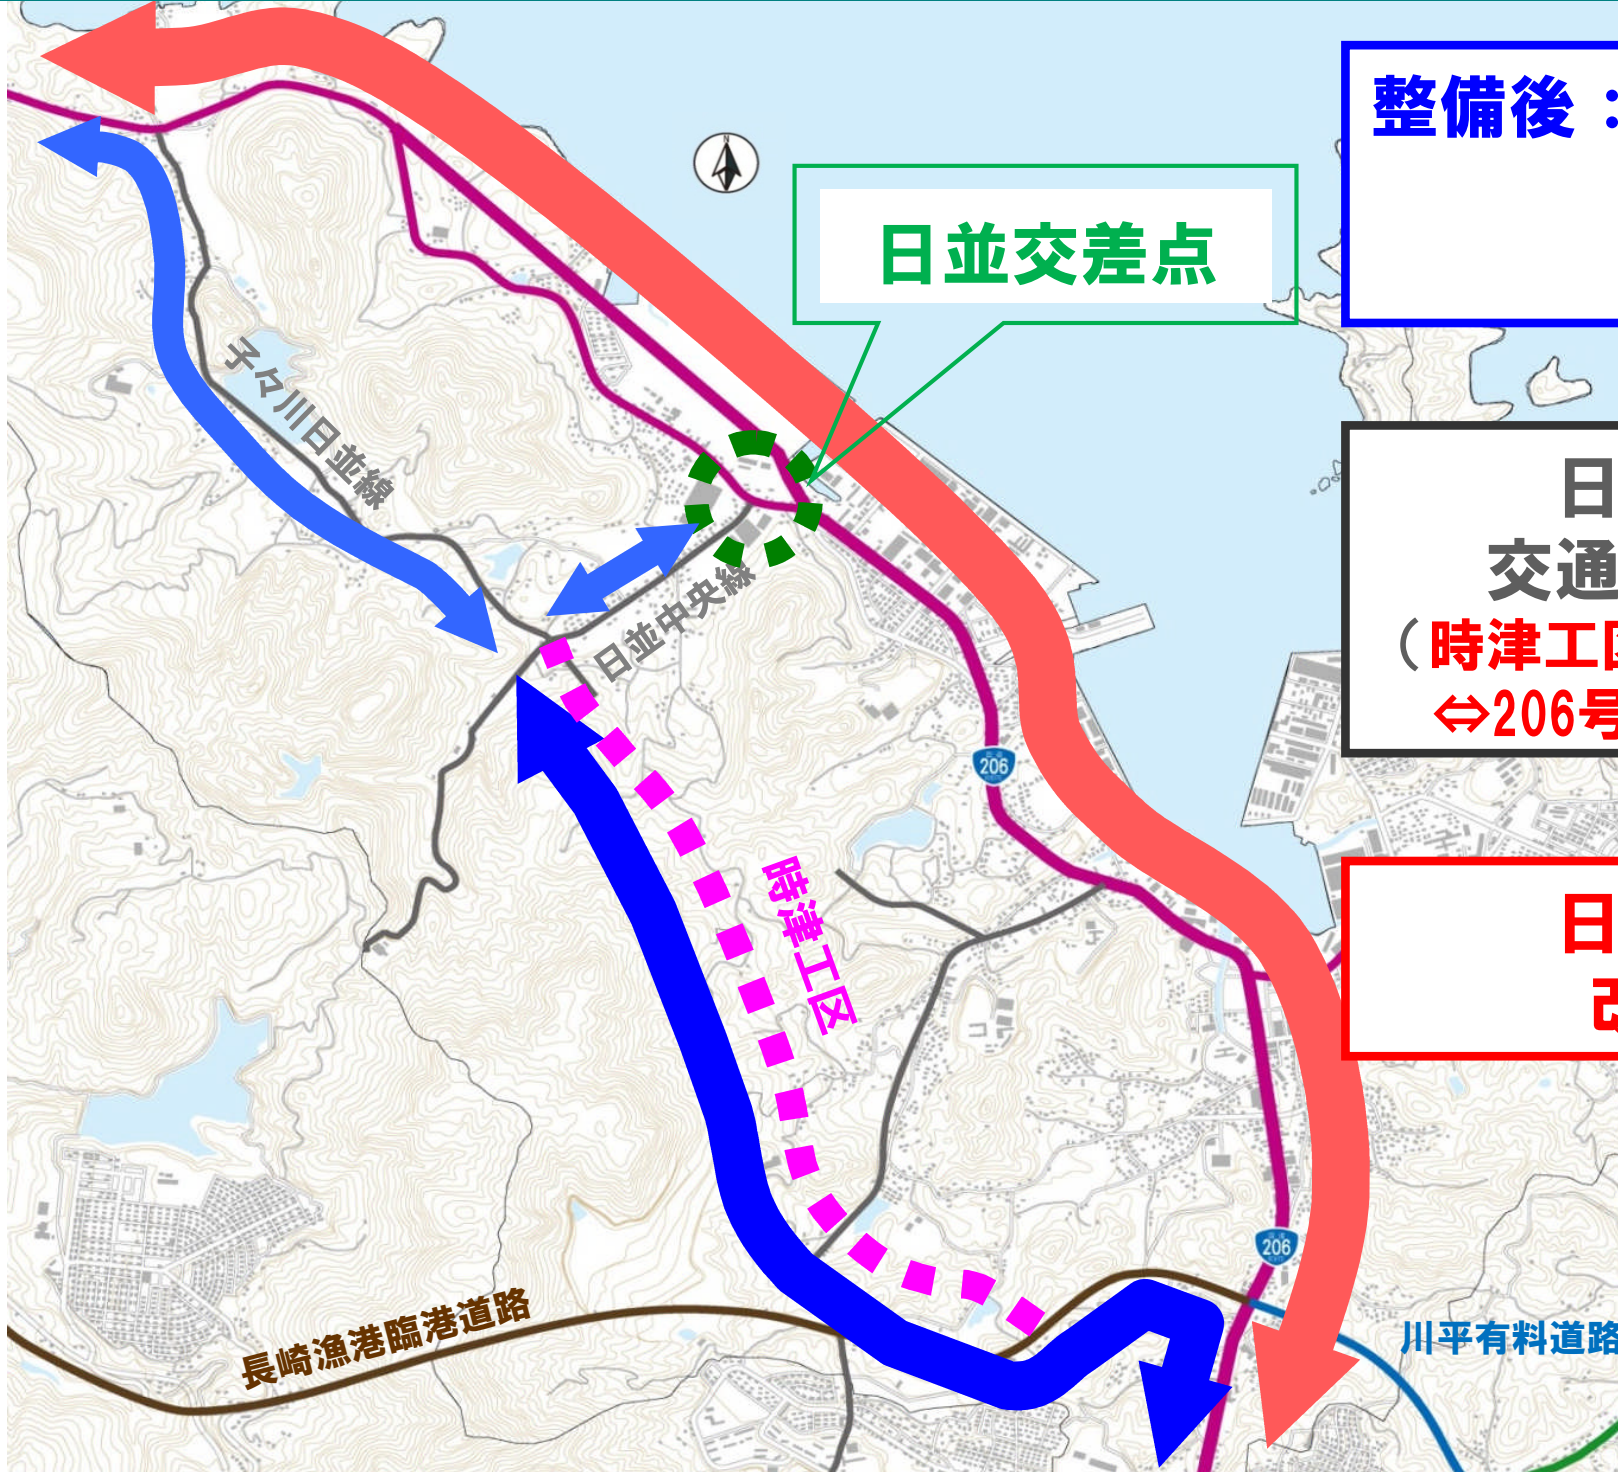 整備後：
日並交差点
子々川日並線
日
交通
（時津工区
⇔206号
日並中央線
206
時津工区
日
206
長崎漁港臨港道路
川平有料道路
N